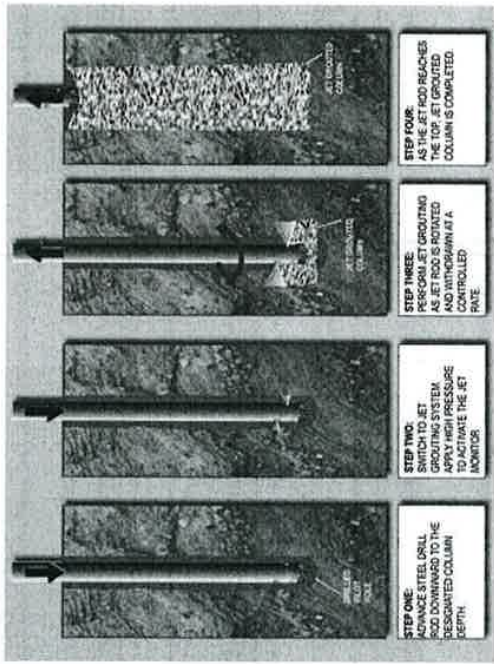 DRILLED
PILOT
HOLE
STEP ONE:
ADVANCE STEEL DRILL
ROD DOWNWARD TO THE
DESIGNATED COLUMN
DEPTH.
STEP TWO:
SWITCH TO JET
GROUTING SYSTEM.
APPLY HIGH PRESSURE
TO ACTIVATE THE JET
MONITOR
JET GROUTED
COLUMN
STEP THREE:
PERFORM JET GROUTING
AS JET ROD IS ROTATED
AND WITHDRAWN AT A
CONTROLLED
RATE.
JET GROUTED
COLUMN
STEP FOUR:
AS THE JET ROD REACHES
THE TOP, JET GROUTED
COLUMN IS COMPLETED.